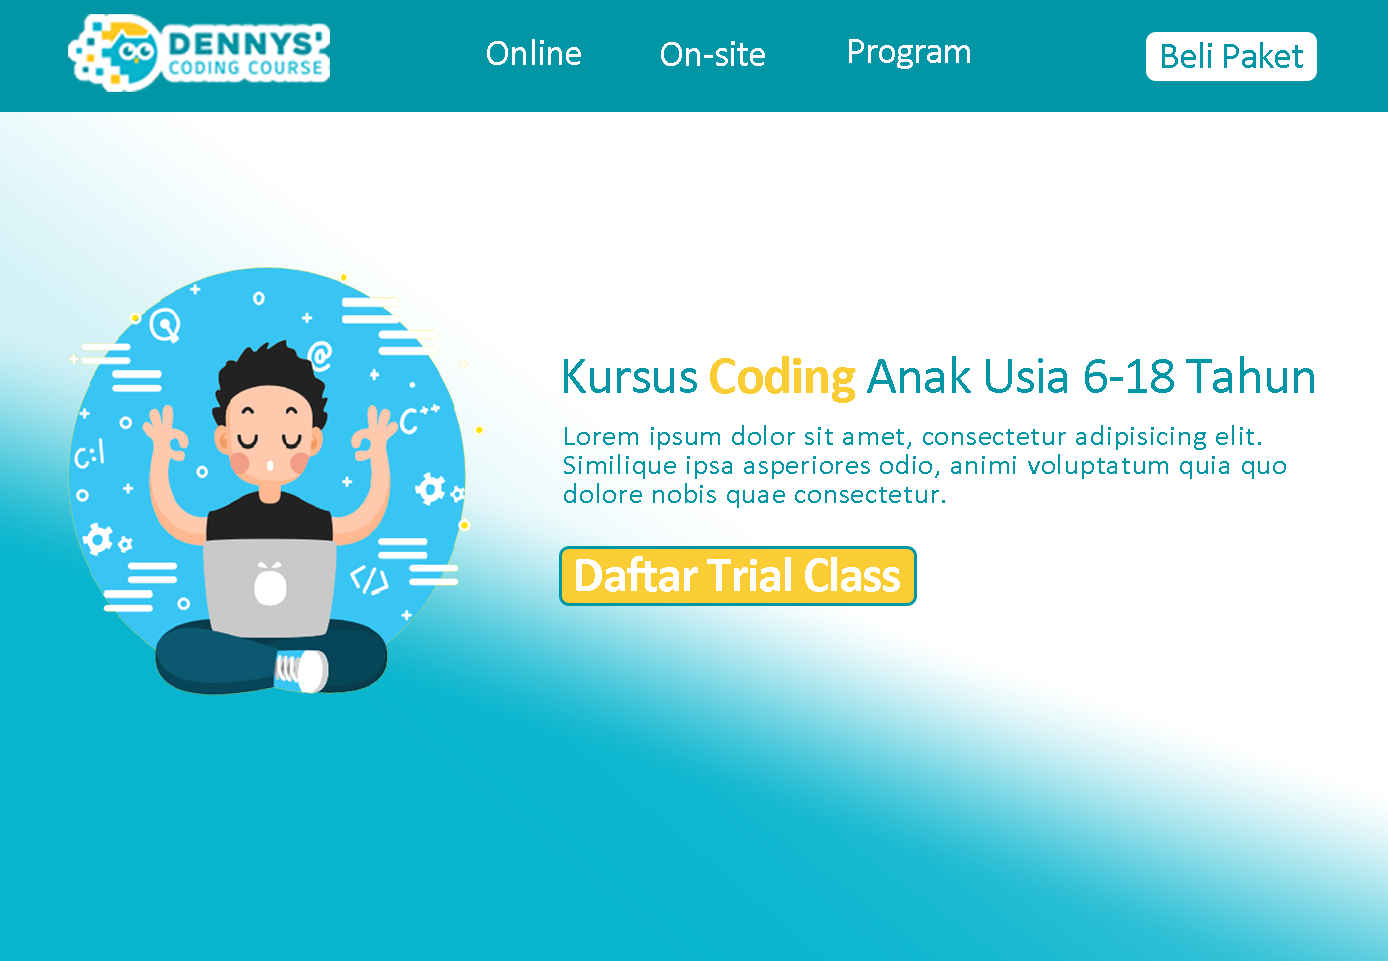 DENNYS'
CODING COURSE
Online
On-site
Program
Beli Paket
@
C++
C:\
</>
Kursus Coding Anak Usia 6-18 Tahun
Lorem ipsum dolor sit amet, consectetur adipisicing elit.
Similique ipsa asperiores odio, animi voluptatum quia quo
dolore nobis quae consectetur.
Daftar Trial Class